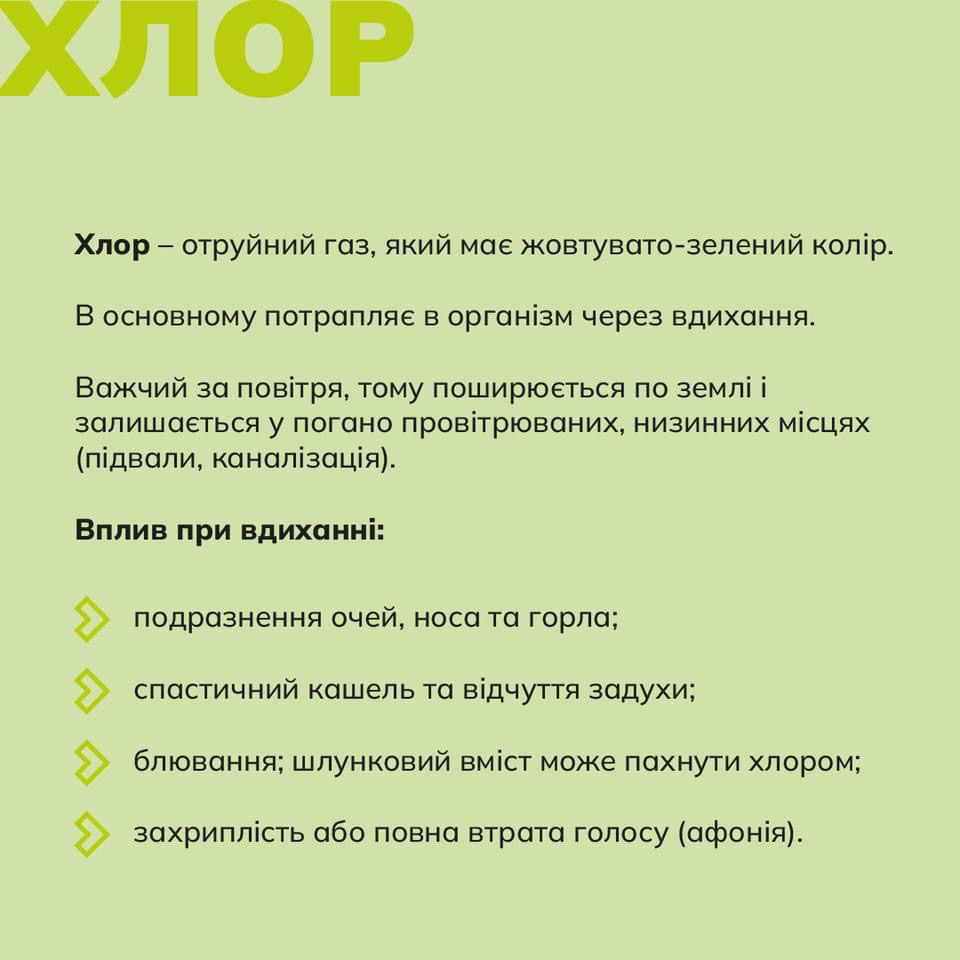 ХЛОР
Хлор – отруйний газ, який має жовтувато-зелений колір.
В основному потрапляє в організм через вдихання.
Важчий за повітря, тому поширюється по землі і
залишається у погано провітрюваних, низинних місцях
(підвали, каналізація).
Вплив при вдиханні:
подразнення очей, носа та горла;
спастичний кашель та відчуття задухи;
блювання; шлунковий вміст може пахнути хлором;
захриплість або повна втрата голосу (афонія).